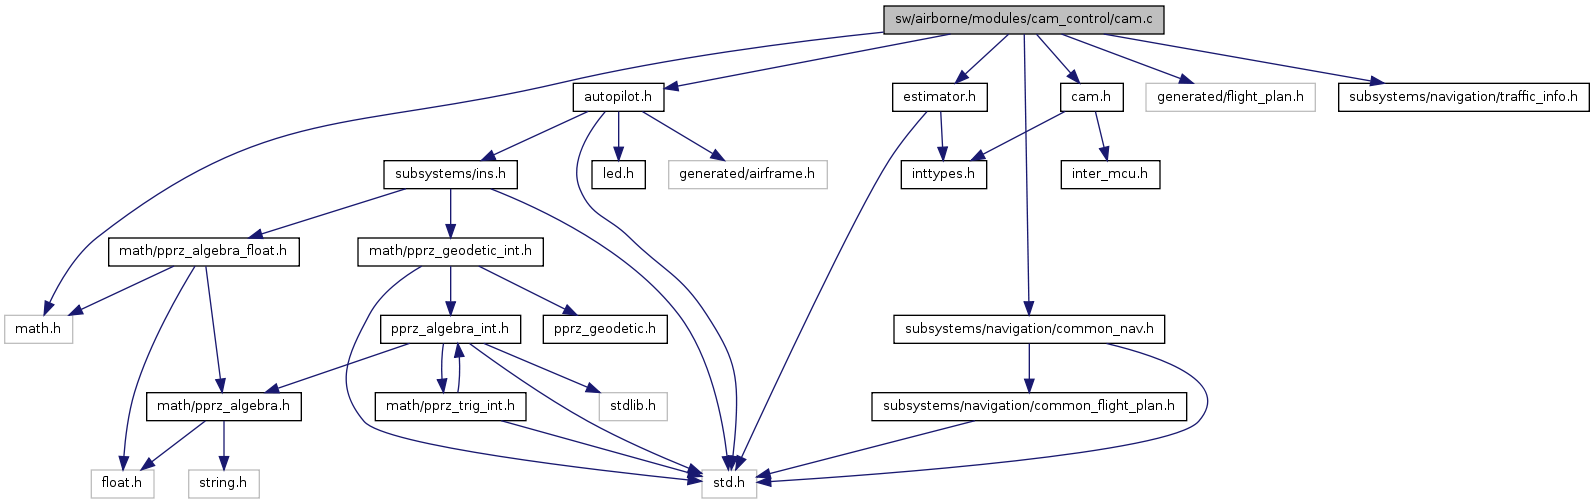 sw/airborne/modules/cam_control/cam.c
autopilot.h
estimator.h
cam.h
generated/flight_plan.h
subsystems/navigation/traffic_info.h
subsystems/ins.h
led.h
generated/airframe.h
inttypes.h
inter_mcu.h
math/pprz_algebra_float.h
math/pprz_geodetic_int.h
math.h
pprz_algebra_int.h
pprz_geodetic.h
subsystems/navigation/common_nav.h
math/pprz_algebra.h
math/pprz_trig_int.h
stdlib.h
subsystems/navigation/common_flight_plan.h
float.h
string.h
std.h